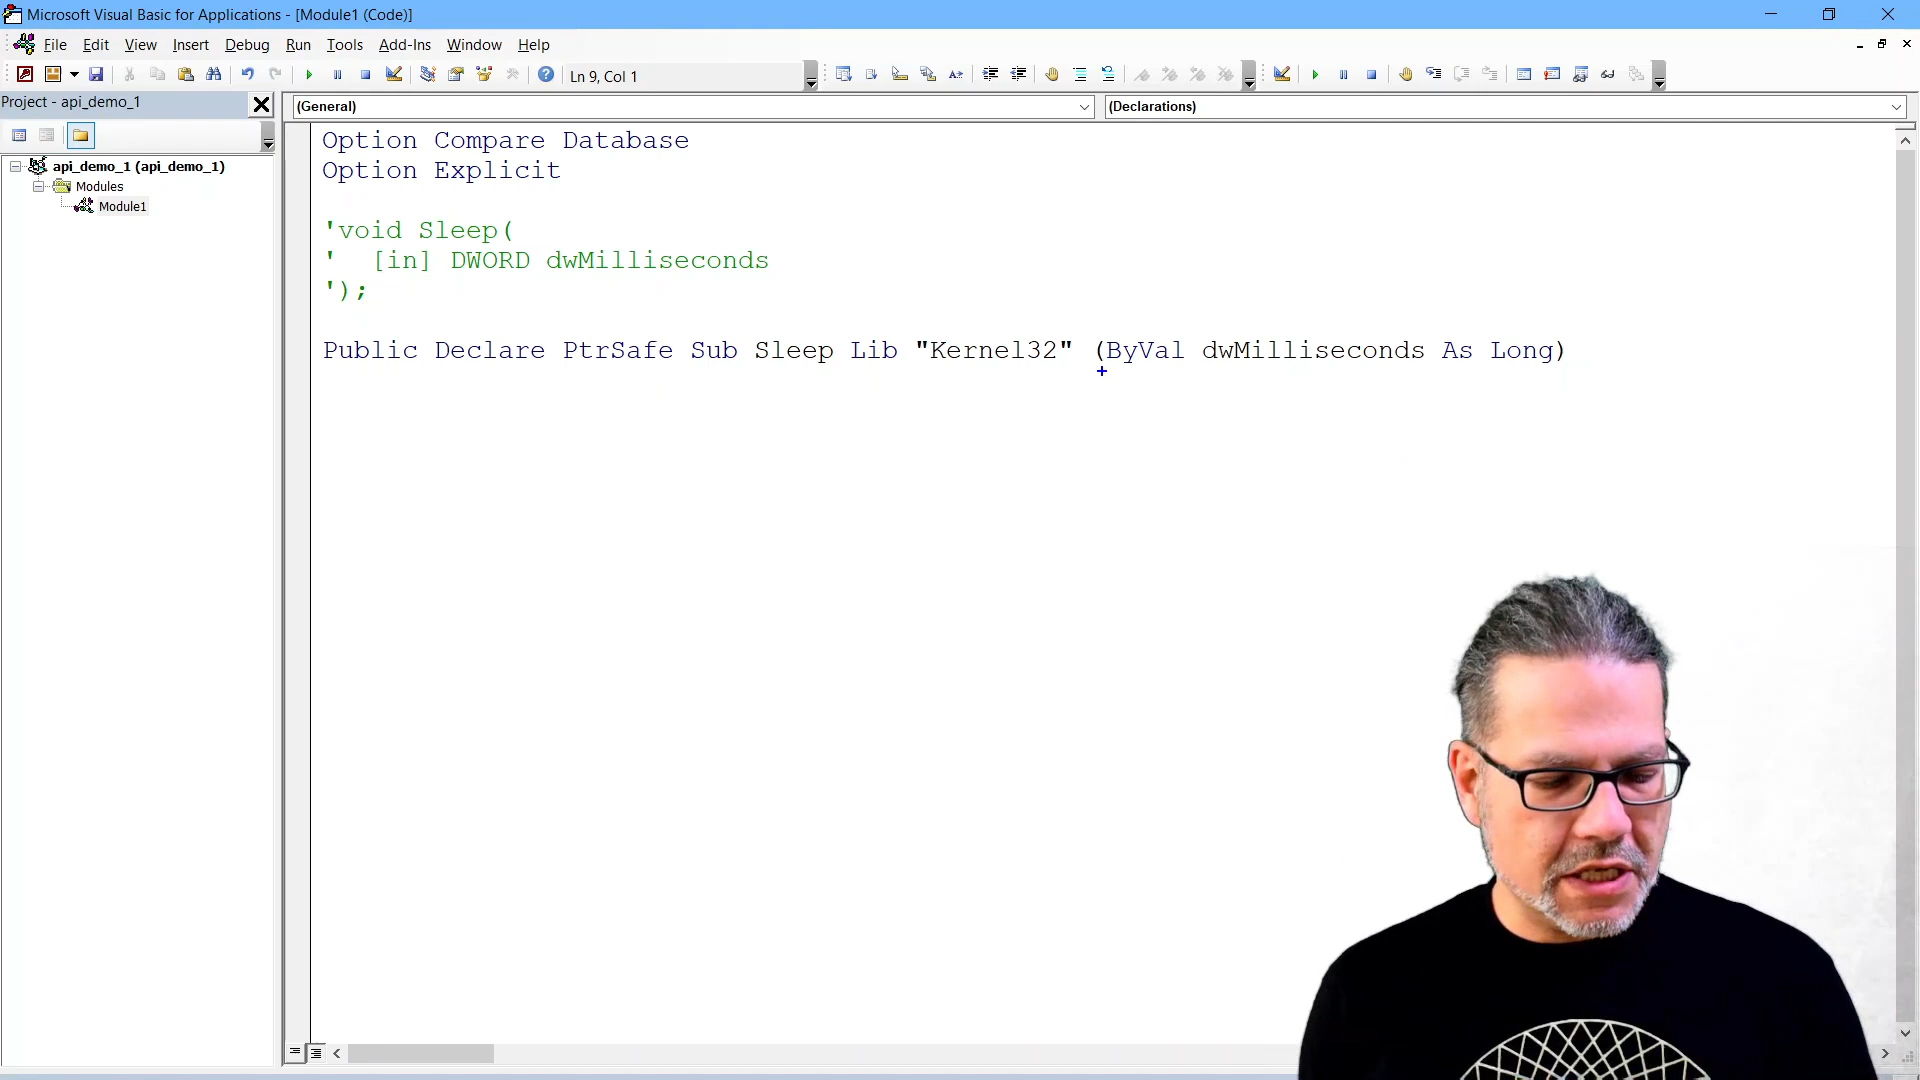 Microsoft Visual Basic for Applications - [Module1 (Code)]
File Edit View Insert Debug Run Tools Add-Ins Window Help
Ln 9, Col 1
Project - api_demo_1
(General)
(Declarations)
api_demo_1 (api_demo_1)
Modules
Module1
Option Compare Database
Option Explicit
'void Sleep(
' [in] DWORD dwMilliseconds
');
Public Declare PtrSafe Sub Sleep Lib "Kernel32" (ByVal dwMilliseconds As Long)